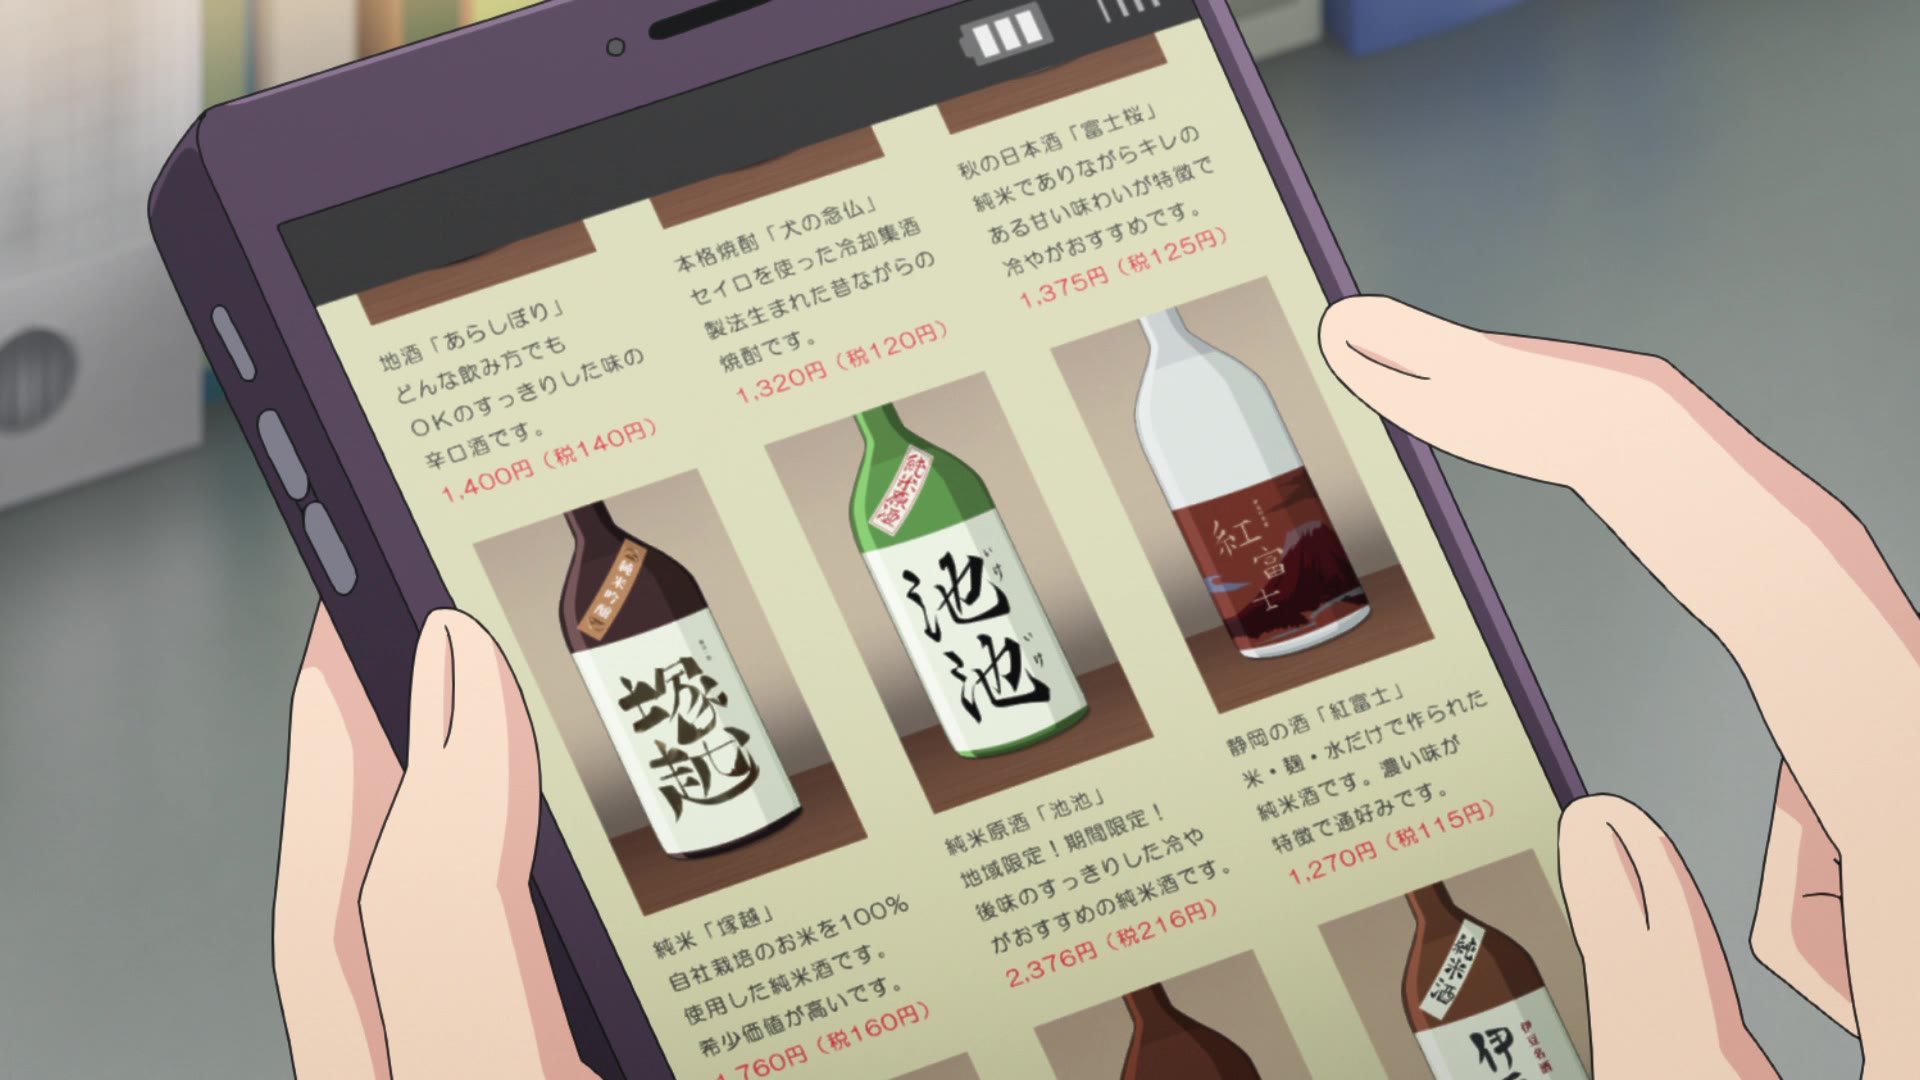 地酒「あらしぼり」
どんな飲み方でも
OKのすっきりした味の
辛口酒です。
1,400円(税140円)
本格焼酎「犬の念仏」
セイロを使った冷却集酒
製法生まれた昔ながらの
焼酎です。
1,320円(税120円)
秋の日本酒「富士桜」
純米でありながらキレの
ある甘い味わいが特徴で
冷やがおすすめです。
1,375円(税125円)
純米吟醸
塚越
純米「塚越」
自社栽培のお米を100%
使用した純米酒です。
希少価値が高いです。
1,760円(税160円)
純米原酒
池池
いけ
いけ
純米原酒「池池」
地域限定!期間限定!
後味のすっきりした冷や
がおすすめの純米酒です。
2,376円(税216円)
紅富士
静岡の酒「紅富士」
米・麹・水だけで作られた
純米酒です。濃い味が
特徴で通好みです。
1,270円(税115円)
純米酒
伊
伊豆名酒